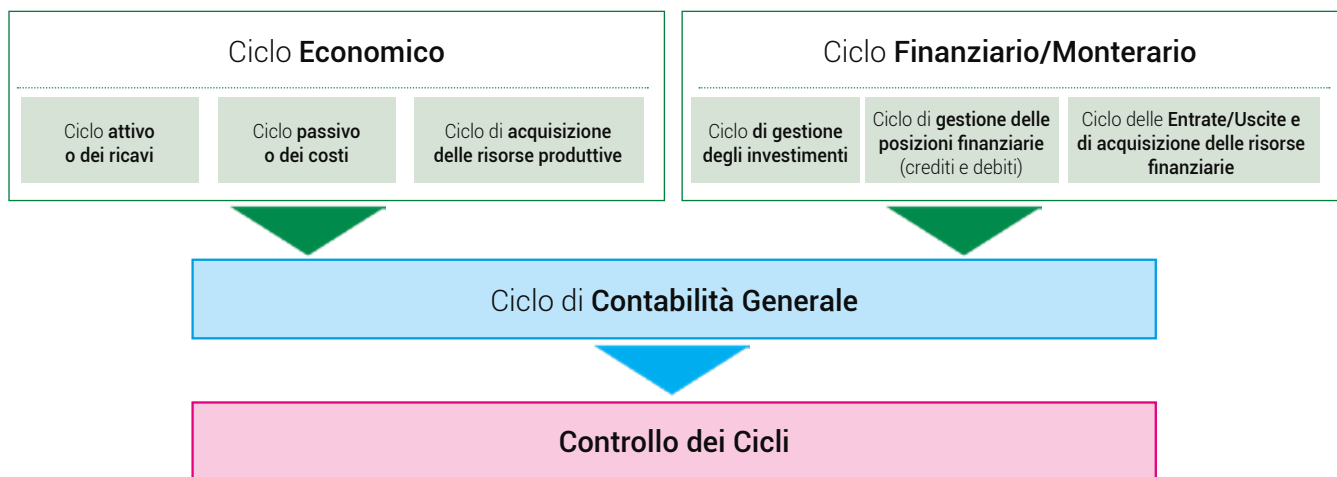 Ciclo Economico
Ciclo attivo
o dei ricavi
Ciclo passivo
o dei costi
Ciclo di acquisizione
delle risorse produttive
Ciclo Finanziario/Monterario
Ciclo di gestione
degli investimenti
Ciclo di gestione delle
posizioni finanziarie
(crediti e debiti)
Ciclo delle Entrate/Uscite e
di acquisizione delle risorse
finanziarie
Ciclo di Contabilità Generale
Controllo dei Cicli